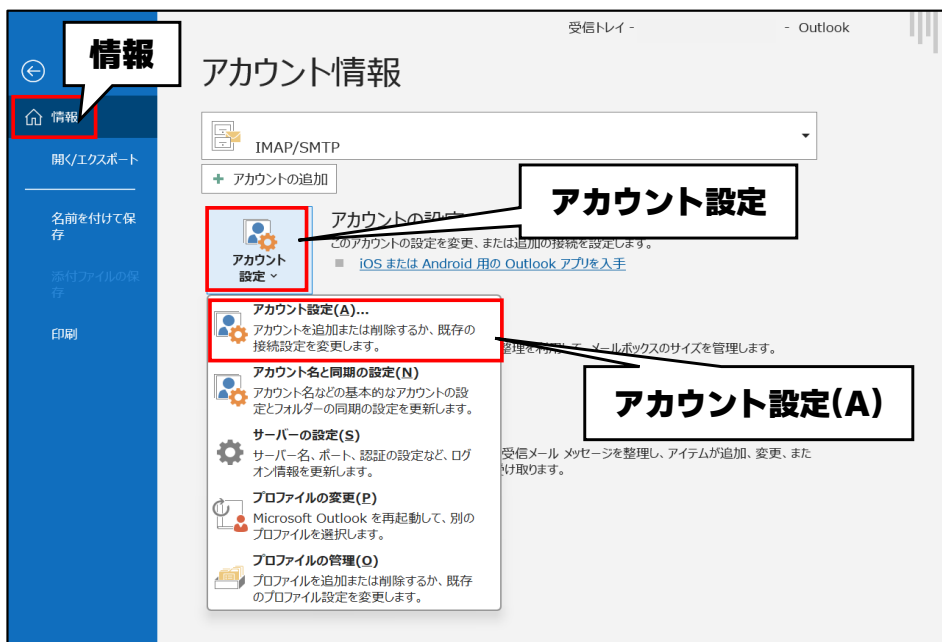 受信トレイ - - Outlook
情報
アカウント情報
情報
IMAP/SMTP
開く/エクスポート
アカウントの追加
アカウント設定
名前を付けて保
存
アカウントの設定
このアカウントの設定を変更、または追加の接続を設定します。
アカウント
設定
iOS または Android 用の Outlook アプリを入手
添付ファイルの保
存
印刷
アカウント設定(A)...
アカウントを追加または削除するか、既存の
接続設定を変更します。
整理を利用して、メールボックスのサイズを管理します。
アカウント名と同期の設定(N)
アカウント名などの基本的なアカウントの設
定とフォルダーの同期の設定を更新します。
アカウント設定(A)
サーバーの設定(S)
サーバー名、ポート、認証の設定など、ログ
オン情報を更新します。
受信メール メッセージを整理し、アイテムが追加、変更、また
け取ります。
プロファイルの変更(P)
Microsoft Outlook を再起動して、別の
プロファイルを選択します。
プロファイルの管理(O)
プロファイルを追加または削除するか、既存
のプロファイル設定を変更します。